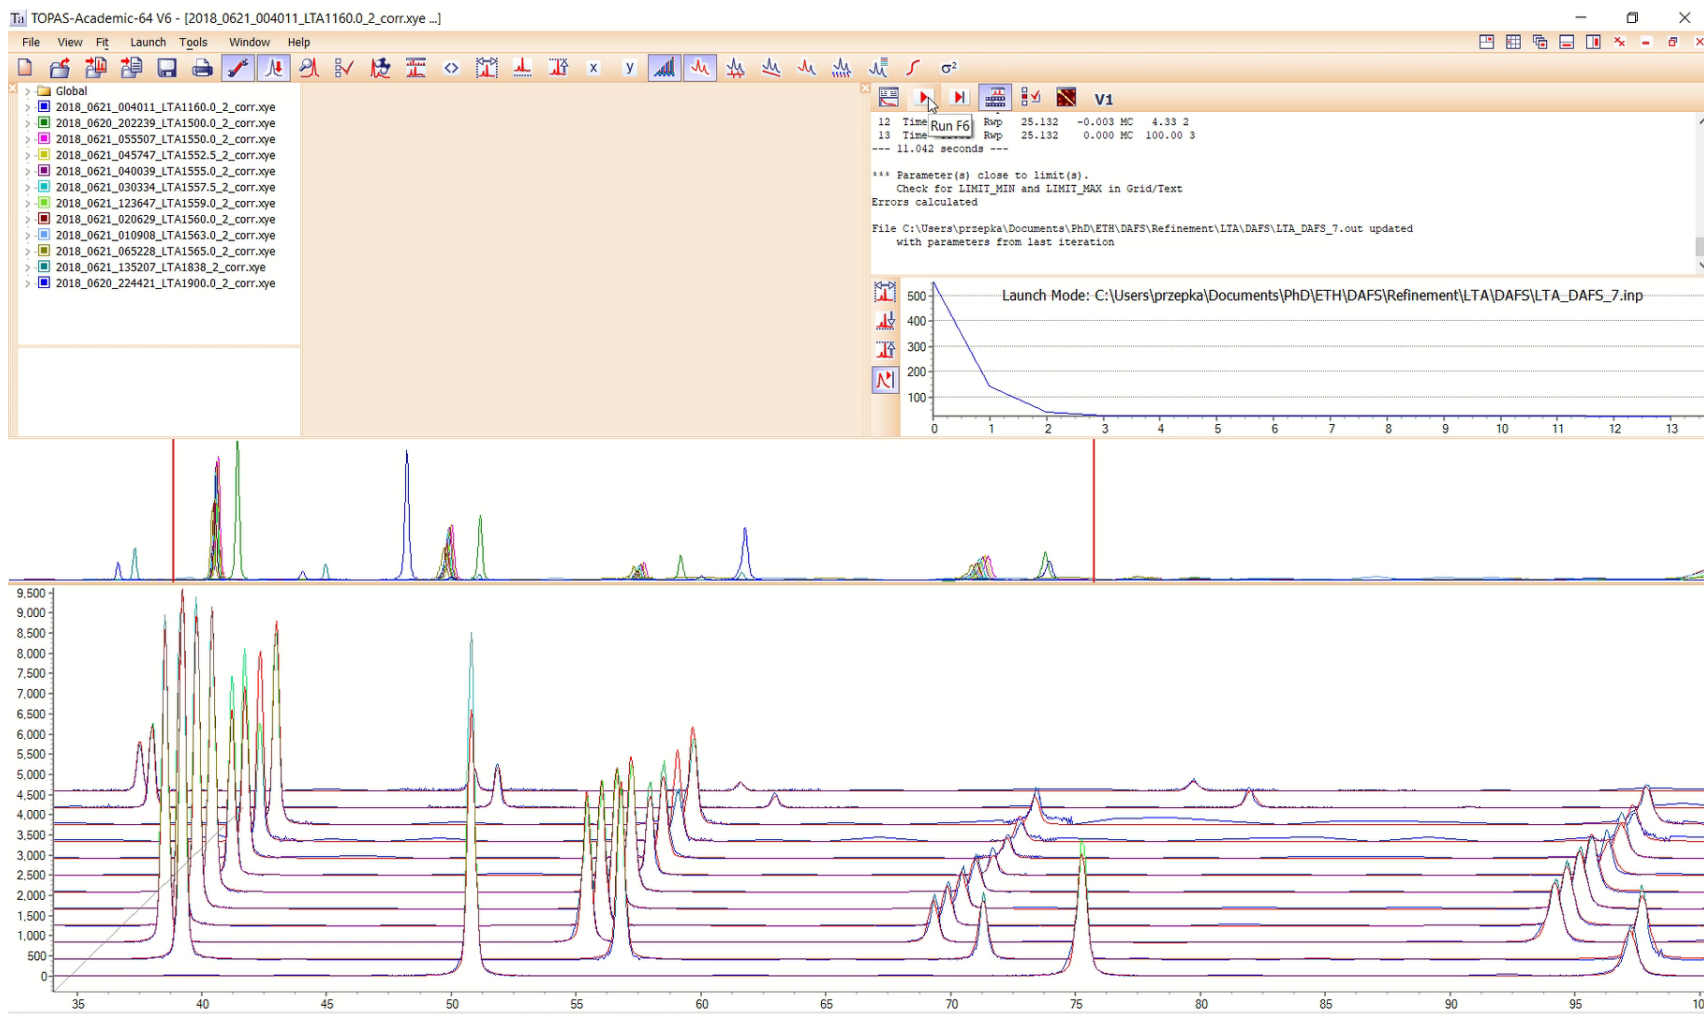 TOPAS-Academic-64 V6 - [2018_0621_004011_LTA1160.0_2_corr.xye ...]
File View Fit Launch Tools Window Help
x y σ²
Global
2018_0621_004011_LTA1160.0_2_corr.xye
2018_0620_202239_LTA1500.0_2_corr.xye
2018_0621_055507_LTA1550.0_2_corr.xye
2018_0621_045747_LTA1552.5_2_corr.xye
2018_0621_040039_LTA1555.0_2_corr.xye
2018_0621_030334_LTA1557.5_2_corr.xye
2018_0621_123647_LTA1559.0_2_corr.xye
2018_0621_020629_LTA1560.0_2_corr.xye
2018_0621_010908_LTA1563.0_2_corr.xye
2018_0621_065228_LTA1565.0_2_corr.xye
2018_0621_135207_LTA1838_2_corr.xye
2018_0620_224421_LTA1900.0_2_corr.xye
V1
Run F6
12 Time Rwp 25.132 -0.003 MC 4.33 2
13 Time Rwp 25.132 0.000 MC 100.00 3
--- 11.042 seconds ---
*** Parameter(s) close to limit(s).
Check for LIMIT_MIN and LIMIT_MAX in Grid/Text
Errors calculated
File C:\Users\przepka\Documents\PhD\ETH\DAFS\Refinement\LTA\DAFS\LTA_DAFS_7.out updated
with parameters from last iteration
Launch Mode: C:\Users\przepka\Documents\PhD\ETH\DAFS\Refinement\LTA\DAFS\LTA_DAFS_7.inp
500
400
300
200
100
0 1 2 3 4 5 6 7 8 9 10 11 12 13
9,500
9,000
8,500
8,000
7,500
7,000
6,500
6,000
5,500
5,000
4,500
4,000
3,500
3,000
2,500
2,000
1,500
1,000
500
0
35 40 45 50 55 60 65 70 75 80 85 90 95